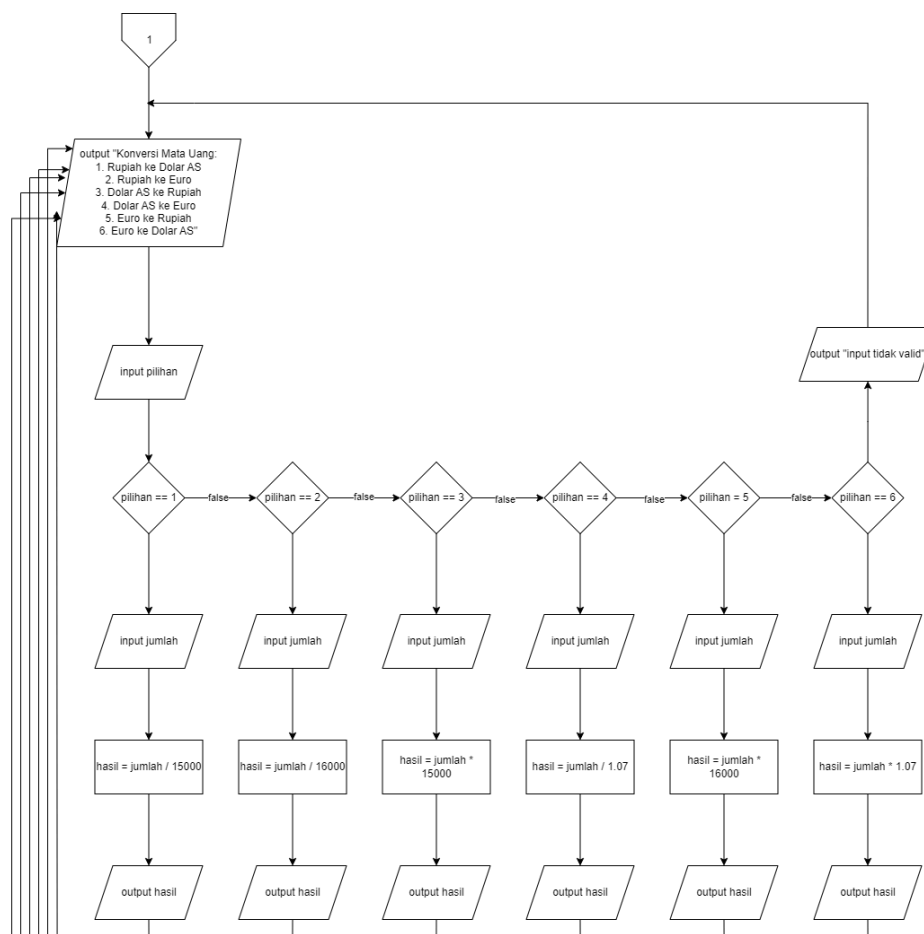 1
output "Konversi Mata Uang:
1. Rupiah ke Dolar AS
2. Rupiah ke Euro
3. Dolar AS ke Rupiah
4. Dolar AS ke Euro
5. Euro ke Rupiah
6. Euro ke Dolar AS"
output "input tidak valid"
input pilihan
pilihan == 1
false
pilihan == 2
false
pilihan == 3
false
pilihan == 4
false
pilihan = 5
false
pilihan == 6
input jumlah
input jumlah
input jumlah
input jumlah
input jumlah
input jumlah
hasil = jumlah / 15000
hasil = jumlah / 16000
hasil = jumlah *
15000
hasil = jumlah / 1.07
hasil = jumlah *
16000
hasil = jumlah * 1.07
output hasil
output hasil
output hasil
output hasil
output hasil
output hasil